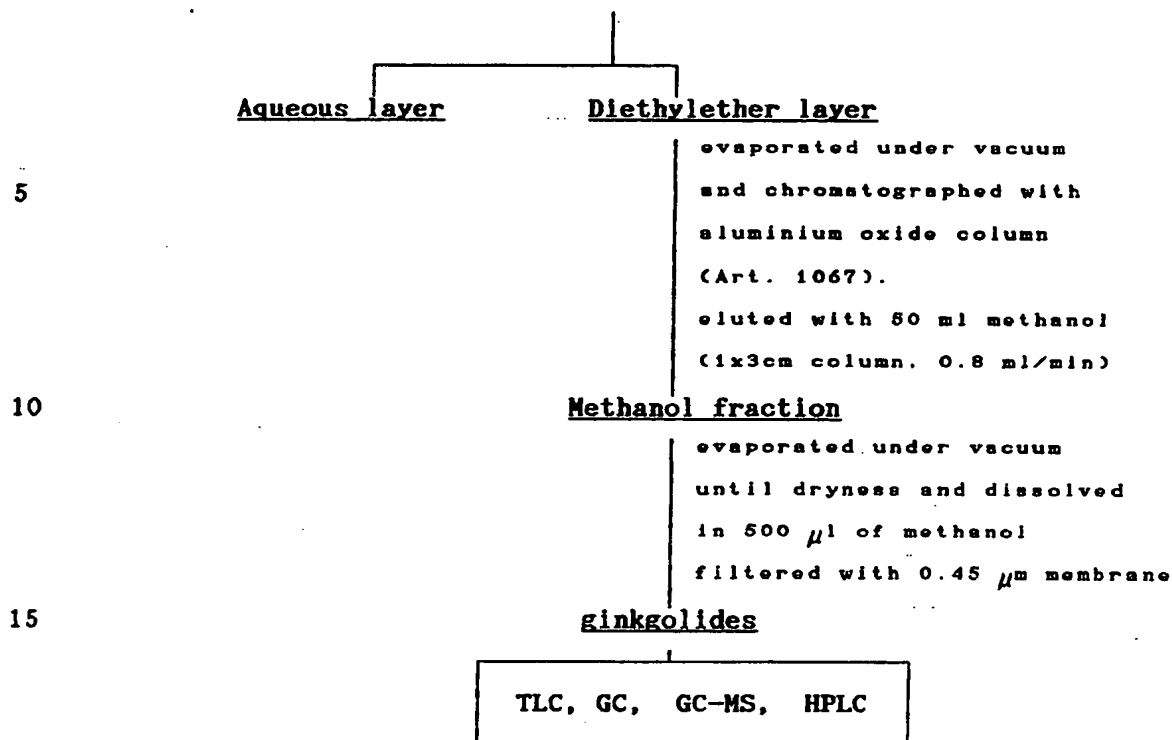 Aqueous layer Diethylether layer
evaporated under vacuum
5 and chromatographed with
aluminium oxide column
(Art. 1067).
eluted with 50 ml methanol
(1x3cm column. 0.8 ml/min)
10 Methanol fraction
evaporated under vacuum
until dryness and dissolved
in 500 μl of methanol
filtered with 0.45 μm membrane
15 ginkgolides
TLC, GC, GC-MS, HPLC